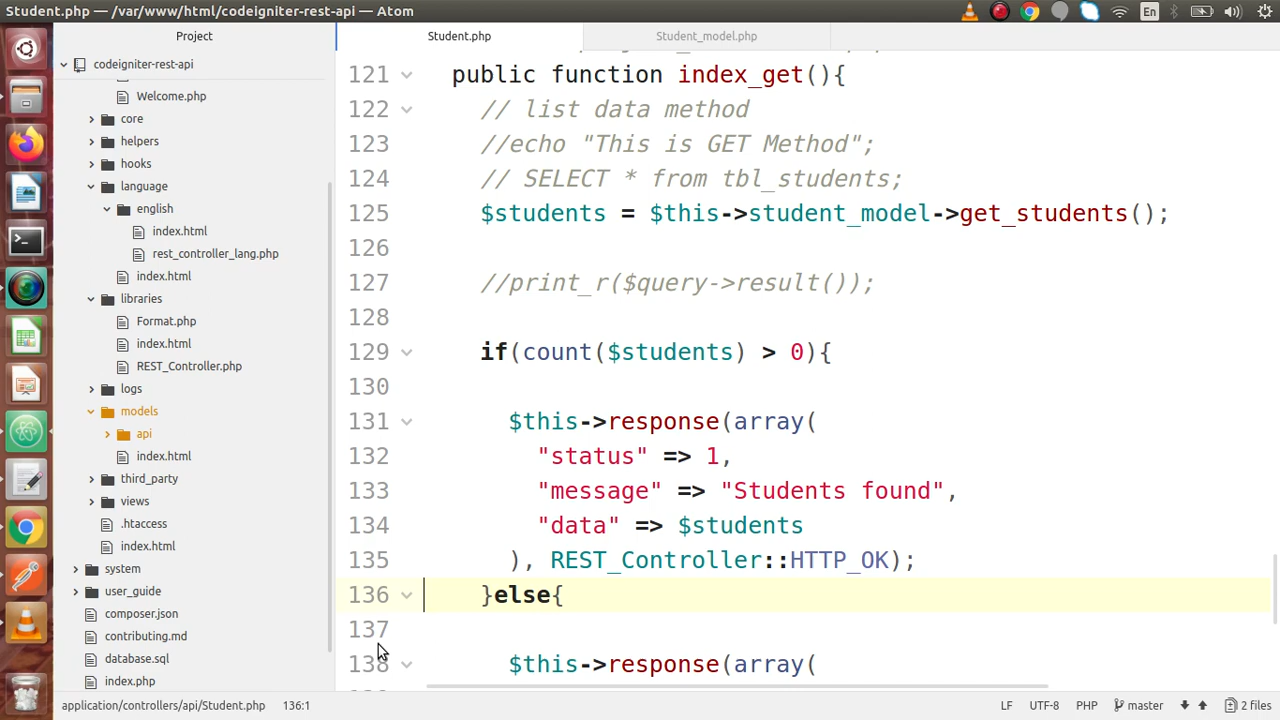 Student.php — /var/www/html/codeigniter-rest-api — Atom
En
Project
Student.php
Student_model.php
codeigniter-rest-api
Welcome.php
core
helpers
hooks
language
english
index.html
rest_controller_lang.php
index.html
libraries
Format.php
index.html
REST_Controller.php
logs
models
api
index.html
third_party
views
.htaccess
index.html
system
user_guide
composer.json
contributing.md
database.sql
index.php
121 public function index_get(){
122 // list data method
123 //echo "This is GET Method";
124 // SELECT * from tbl_students;
125 $students = $this->student_model->get_students();
126
127 //print_r($query->result());
128
129 if(count($students) > 0){
130
131 $this->response(array(
132 "status" => 1,
133 "message" => "Students found",
134 "data" => $students
135 ), REST_Controller::HTTP_OK);
136 }else{
137
138 $this->response(array(
application/controllers/api/Student.php 136:1
LF UTF-8 PHP master 2 files